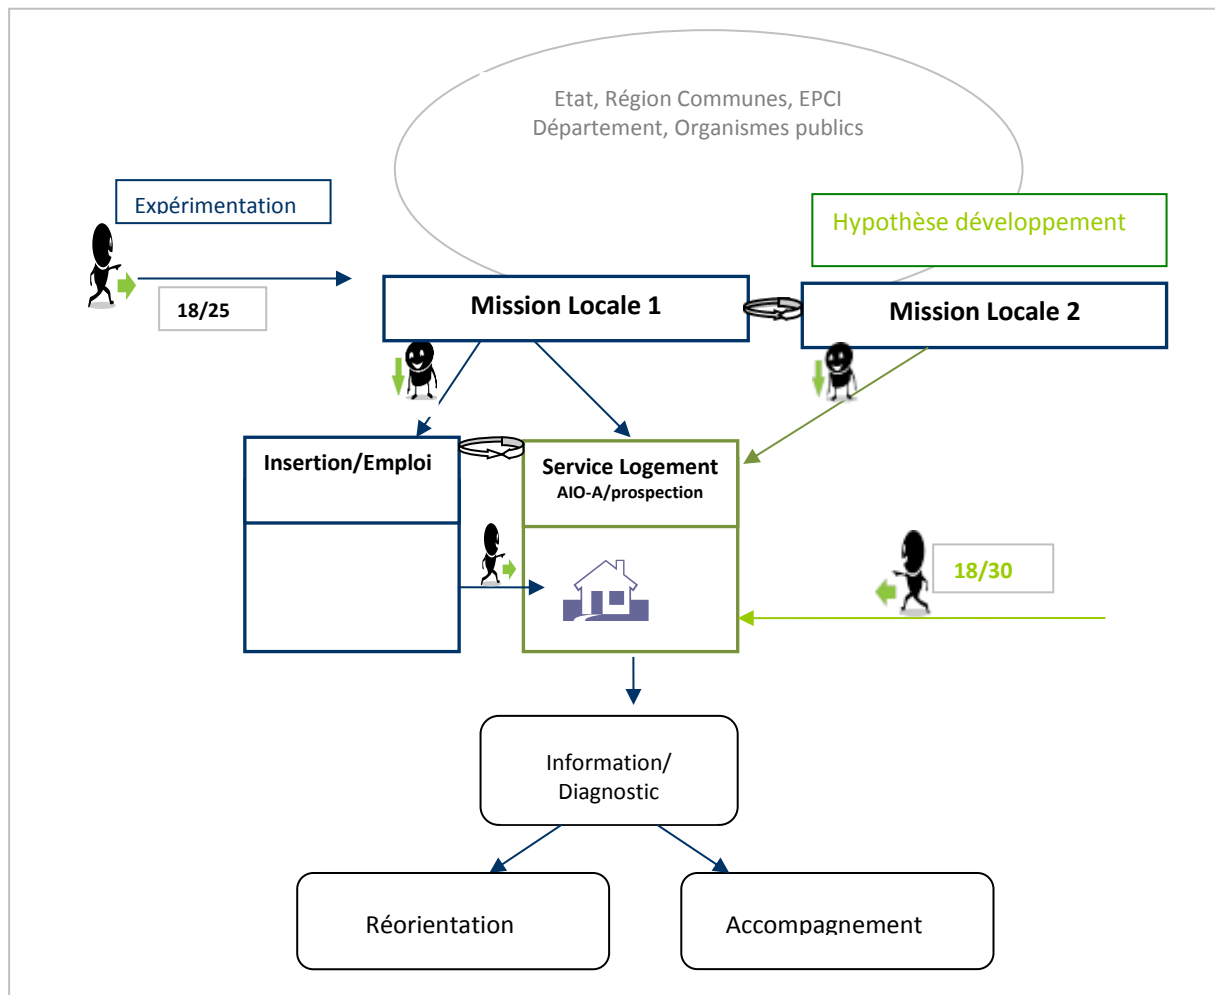 Etat, Région Communes, EPCI
Département, Organismes publics
Expérimentation
Hypothèse développement
18/25
Mission Locale 1
Mission Locale 2
Insertion/Emploi
Service Logement
AIO-A/prospection
18/30
Information/
Diagnostic
Réorientation
Accompagnement